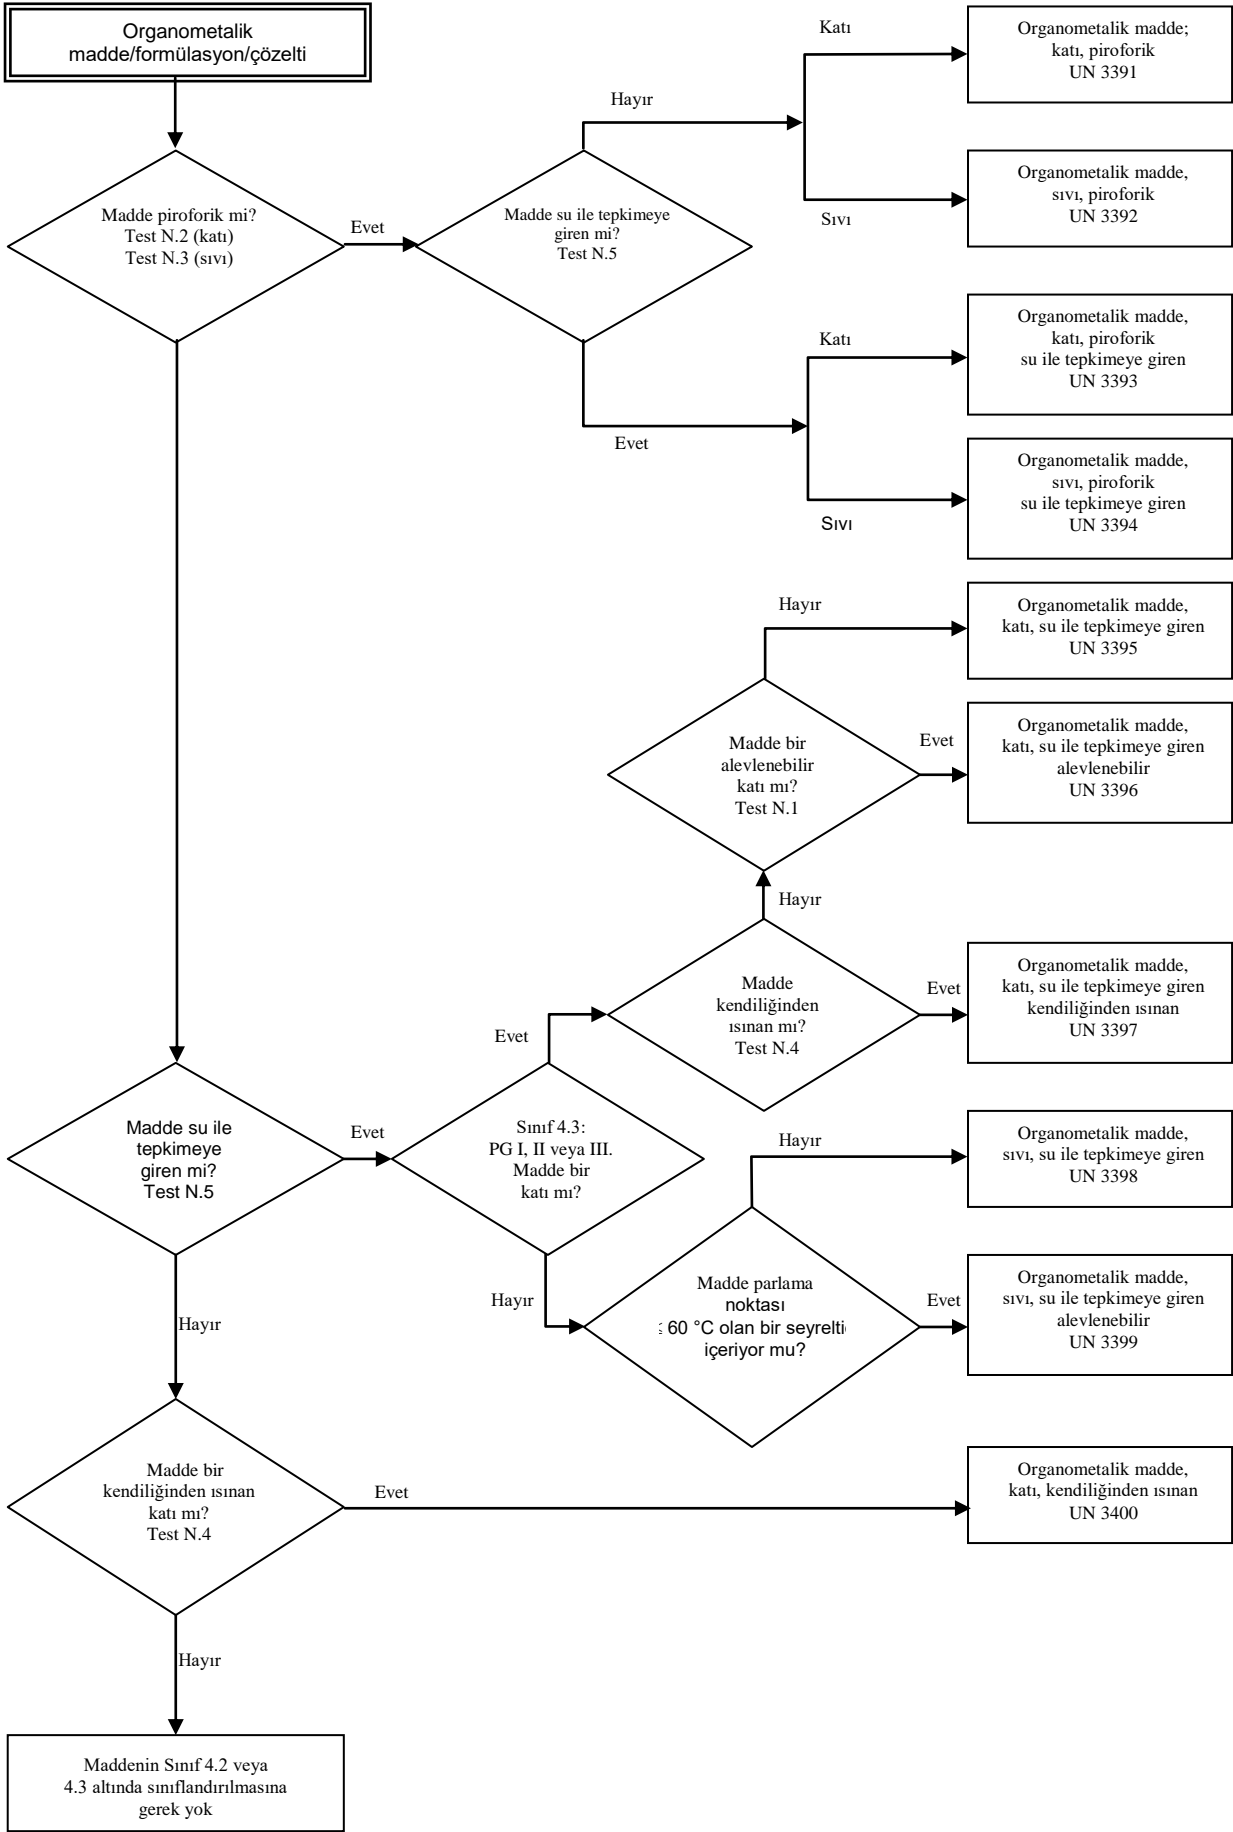 Organometalik
madde/formülasyon/çözelti
Katı
Organometalik madde;
katı, piroforik
UN 3391
Hayır
Madde piroforik mi?
Test N.2 (katı)
Test N.3 (sıvı)
Evet
Madde su ile tepkimeye
giren mi?
Test N.5
Sıvı
Organometalik madde,
sıvı, piroforik
UN 3392
Katı
Organometalik madde,
katı, piroforik
su ile tepkimeye giren
UN 3393
Evet
Sıvı
Organometalik madde,
sıvı, piroforik
su ile tepkimeye giren
UN 3394
Hayır
Organometalik madde,
katı, su ile tepkimeye giren
UN 3395
Madde bir
alevlenebilir
katı mı?
Test N.1
Evet
Organometalik madde,
katı, su ile tepkimeye giren
alevlenebilir
UN 3396
Hayır
Madde
kendiliğinden
ısınan mı?
Test N.4
Evet
Organometalik madde,
katı, su ile tepkimeye giren
kendiliğinden ısınan
UN 3397
Evet
Madde su ile
tepkimeye
giren mi?
Test N.5
Evet
Sınıf 4.3:
PG I, II veya III.
Madde bir
katı mı?
Hayır
Organometalik madde,
sıvı, su ile tepkimeye giren
UN 3398
Hayır
Madde parlama
noktası
60 °C olan bir seyrelti
içeriyor mu?
Evet
Organometalik madde,
sıvı, su ile tepkimeye giren
alevlenebilir
UN 3399
Hayır
Madde bir
kendiliğinden ısınan
katı mı?
Test N.4
Evet
Organometalik madde,
katı, kendiliğinden ısınan
UN 3400
Hayır
Maddenin Sınıf 4.2 veya
4.3 altında sınıflandırılmasına
gerek yok